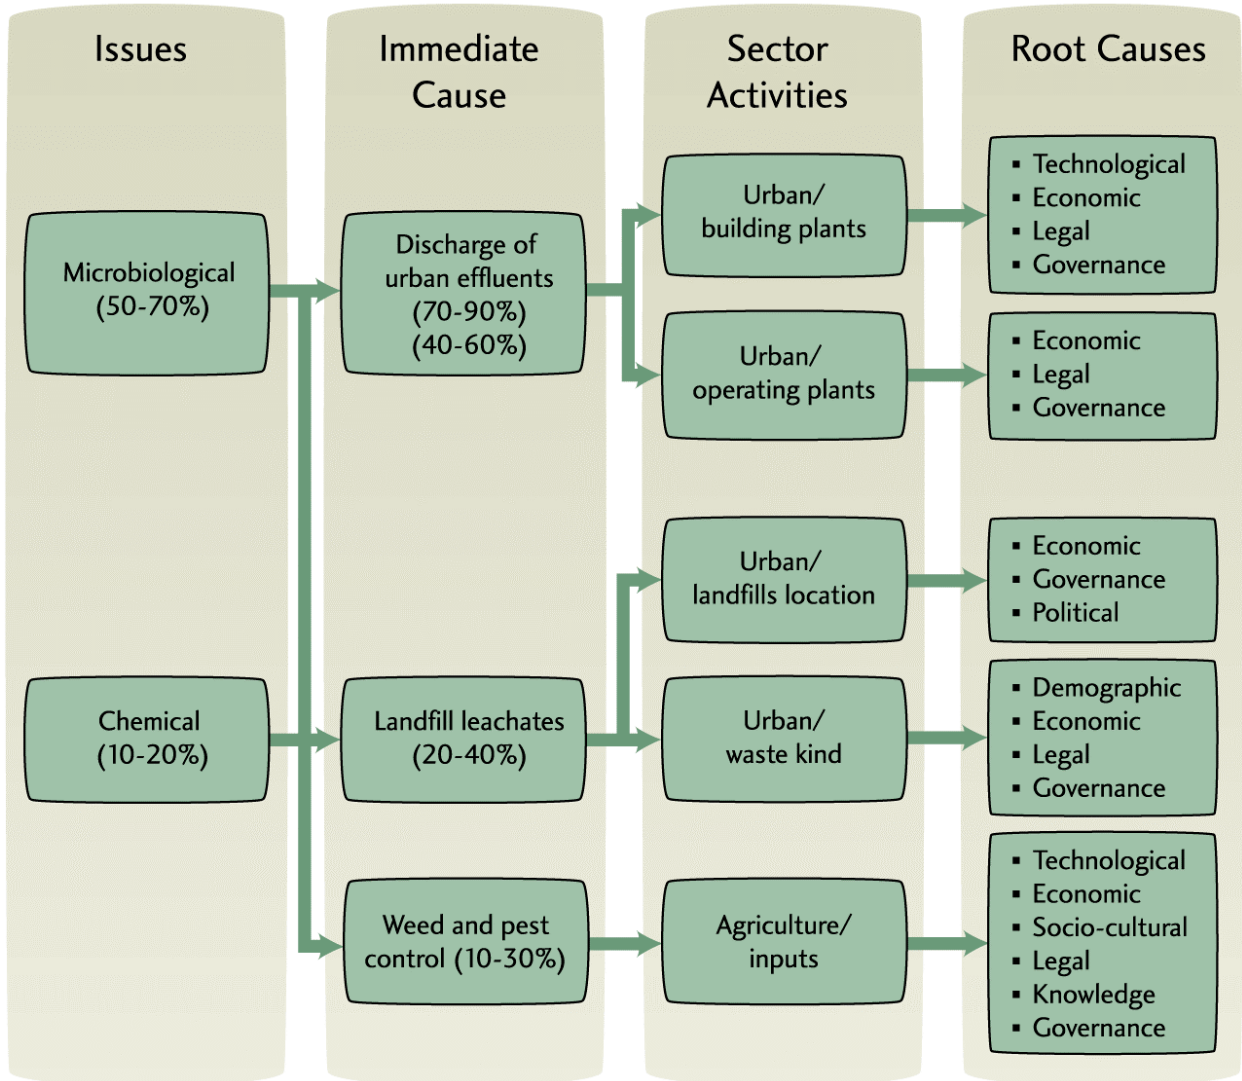 Issues
Immediate
Cause
Sector
Activities
Root Causes
Microbiological
(50-70%)
Discharge of
urban effluents
(70-90%)
(40-60%)
Urban/
building plants
▪ Technological
▪ Economic
▪ Legal
▪ Governance
Urban/
operating plants
▪ Economic
▪ Legal
▪ Governance
Urban/
landfills location
▪ Economic
▪ Governance
▪ Political
Chemical
(10-20%)
Landfill leachates
(20-40%)
Urban/
waste kind
▪ Demographic
▪ Economic
▪ Legal
▪ Governance
Weed and pest
control (10-30%)
Agriculture/
inputs
▪ Technological
▪ Economic
▪ Socio-cultural
▪ Legal
▪ Knowledge
▪ Governance